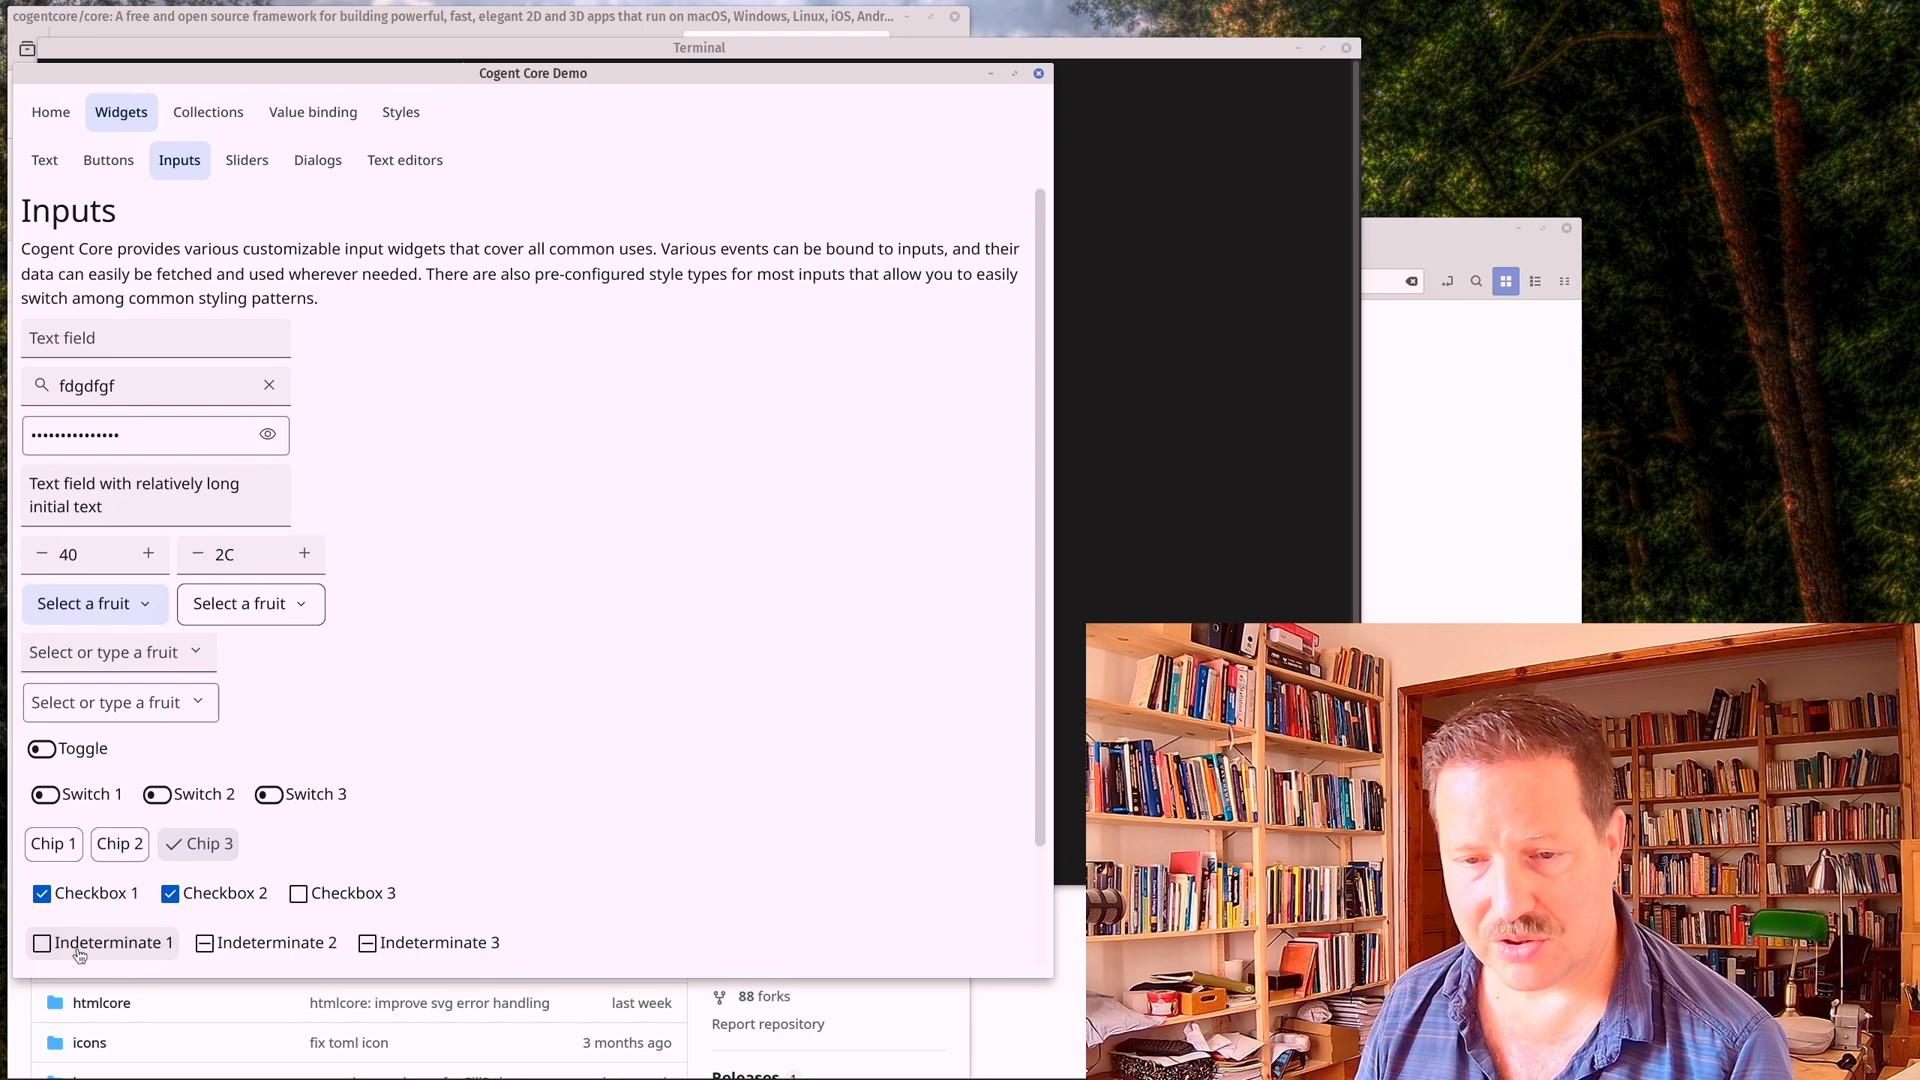 cogentcore/core: A free and open source framework for building powerful, fast, elegant 2D and 3D apps that run on macOS, Windows, Linux, iOS, Andr...
Terminal
Cogent Core Demo
Home Widgets Collections Value binding Styles
Text Buttons Inputs Sliders Dialogs Text editors
Inputs
Cogent Core provides various customizable input widgets that cover all common uses. Various events can be bound to inputs, and their
data can easily be fetched and used wherever needed. There are also pre-configured style types for most inputs that allow you to easily
switch among common styling patterns.
Text field
fdgdfgf
•••••••••••••••
Text field with relatively long
initial text
40 2C
Select a fruit Select a fruit
Select or type a fruit
Select or type a fruit
Toggle
Switch 1 Switch 2 Switch 3
Chip 1 Chip 2 Chip 3
Checkbox 1 Checkbox 2 Checkbox 3
Indeterminate 1 Indeterminate 2 Indeterminate 3
htmlcore htmlcore: improve svg error handling last week
88 forks
Report repository
icons fix toml icon 3 months ago
Releases 1